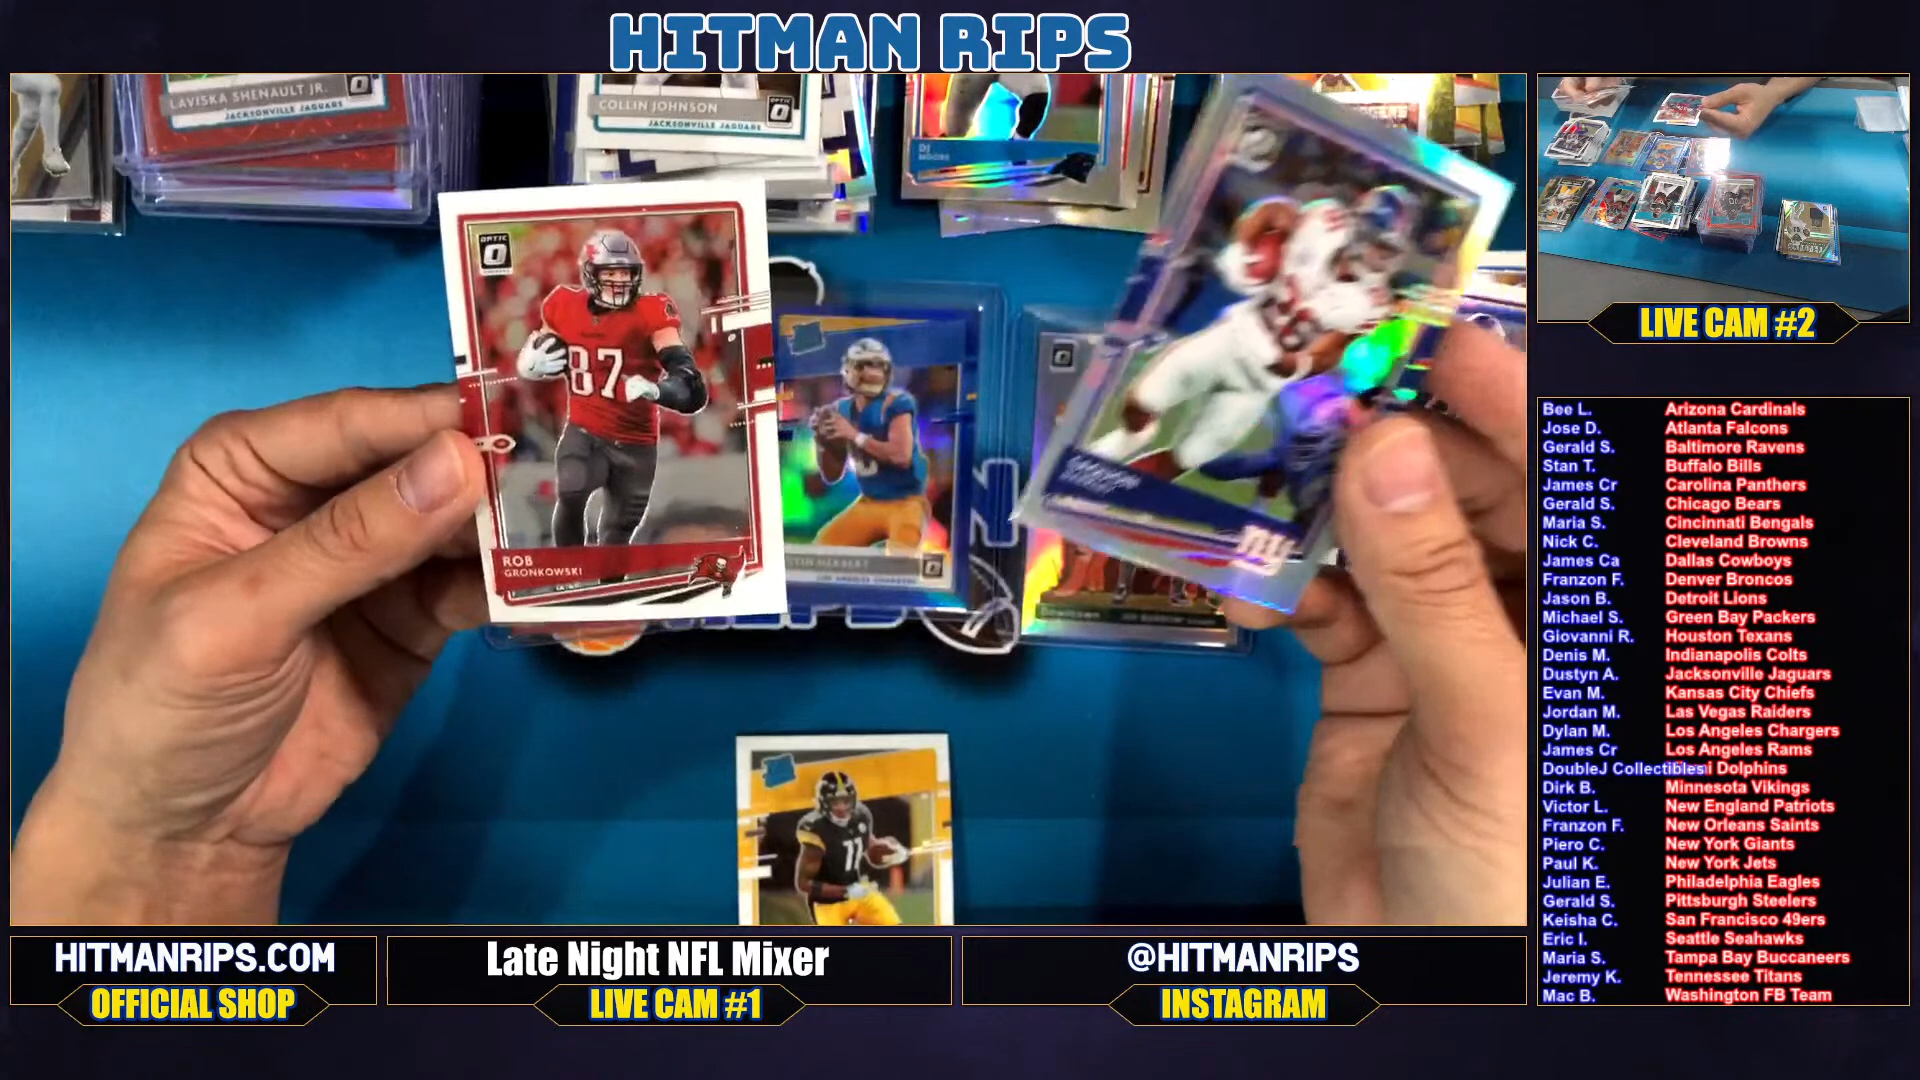 HITMAN RIPS
LAVISKA SHENAULT JR.
JACKSONVILLE JAGUARS
COLLIN JOHNSON
JACKSONVILLE JAGUARS
DJ
MOORE
OPTIC
87
ROB
GRONKOWSKI
HERBERT
LOS ANGELES CHARGERS
26
ny
11
LIVE CAM #2
Bee L. Arizona Cardinals
Jose D. Atlanta Falcons
Gerald S. Baltimore Ravens
Stan T. Buffalo Bills
James Cr Carolina Panthers
Gerald S. Chicago Bears
Maria S. Cincinnati Bengals
Nick C. Cleveland Browns
James Ca Dallas Cowboys
Franzon F. Denver Broncos
Jason B. Detroit Lions
Michael S. Green Bay Packers
Giovanni R. Houston Texans
Denis M. Indianapolis Colts
Dustyn A. Jacksonville Jaguars
Evan M. Kansas City Chiefs
Jordan M. Las Vegas Raiders
Dylan M. Los Angeles Chargers
James Cr Los Angeles Rams
DoubleJ Collectibles Dolphins
Dirk B. Minnesota Vikings
Victor L. New England Patriots
Franzon F. New Orleans Saints
Piero C. New York Giants
Paul K. New York Jets
Julian E. Philadelphia Eagles
Gerald S. Pittsburgh Steelers
Keisha C. San Francisco 49ers
Eric I. Seattle Seahawks
Maria S. Tampa Bay Buccaneers
Jeremy K. Tennessee Titans
Mac B. Washington FB Team
HITMANRIPS.COM
OFFICIAL SHOP
Late Night NFL Mixer
LIVE CAM #1
@HITMANRIPS
INSTAGRAM